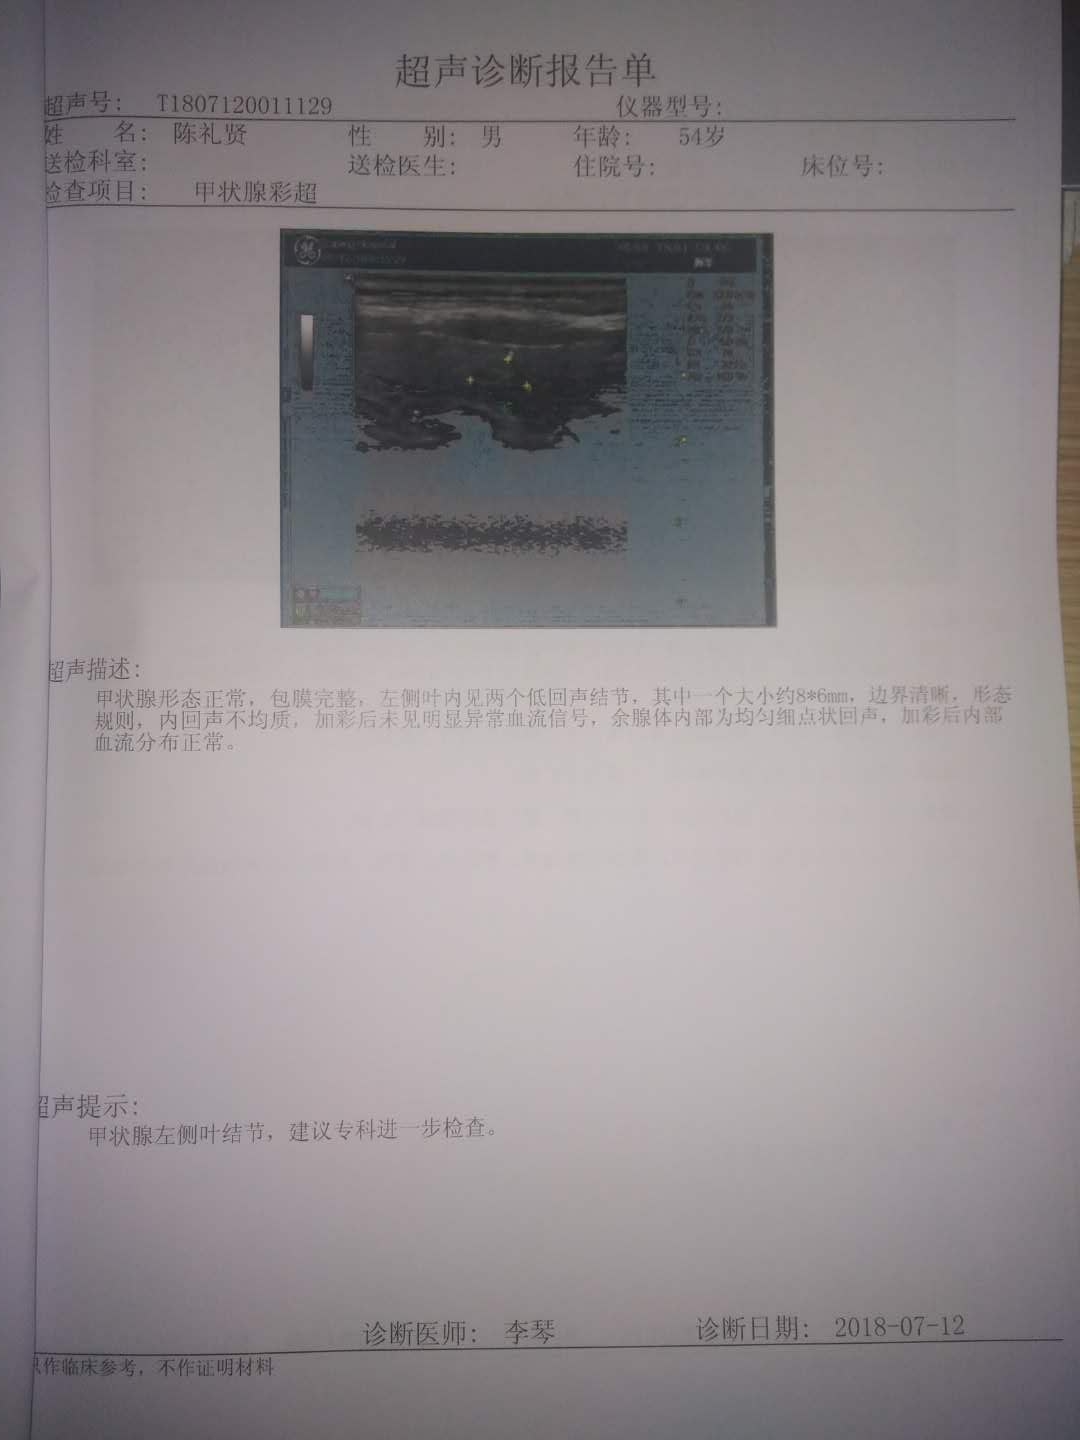 超声诊断报告单
超声号: T1807120011129 仪器型号:
姓 名: 陈礼贤 性 别: 男 年龄: 54岁
送检科室: 送检医生: 住院号: 床位号:
检查项目: 甲状腺彩超
超声描述:
甲状腺形态正常，包膜完整，左侧叶内见两个低回声结节，其中一个大小约8*6mm，边界清晰，形态
规则，内回声不均质，加彩后未见明显异常血流信号，余腺体内部为均匀细点状回声，加彩后内部
血流分布正常。
超声提示:
甲状腺左侧叶结节，建议专科进一步检查。
诊断医师: 李琴 诊断日期: 2018-07-12
只作临床参考，不作证明材料